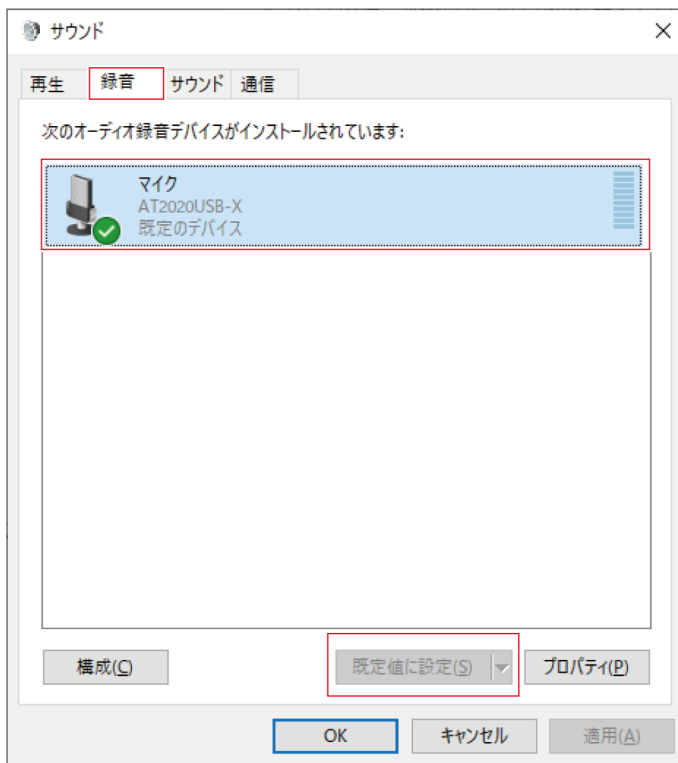 サウンド
再生 録音 サウンド 通信
次のオーディオ録音デバイスがインストールされています:
マイク
AT2020USB-X
既定のデバイス
構成(C) 既定値に設定(S) プロパティ(P)
OK キャンセル 適用(A)